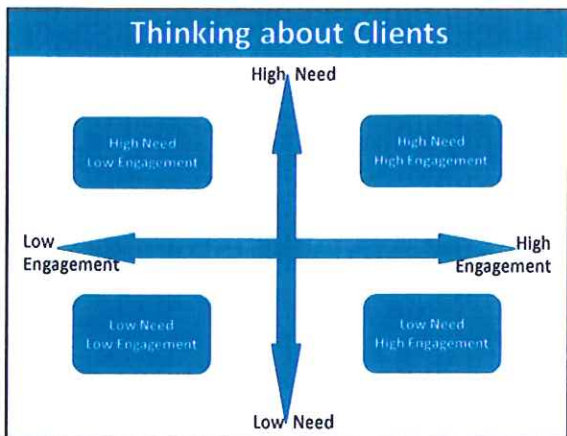 Thinking about Clients
High Need
High Need
Low Engagement
High Need
High Engagement
Low
Engagement
High
Engagement
Low Need
Low Engagement
Low Need
High Engagement
Low Need